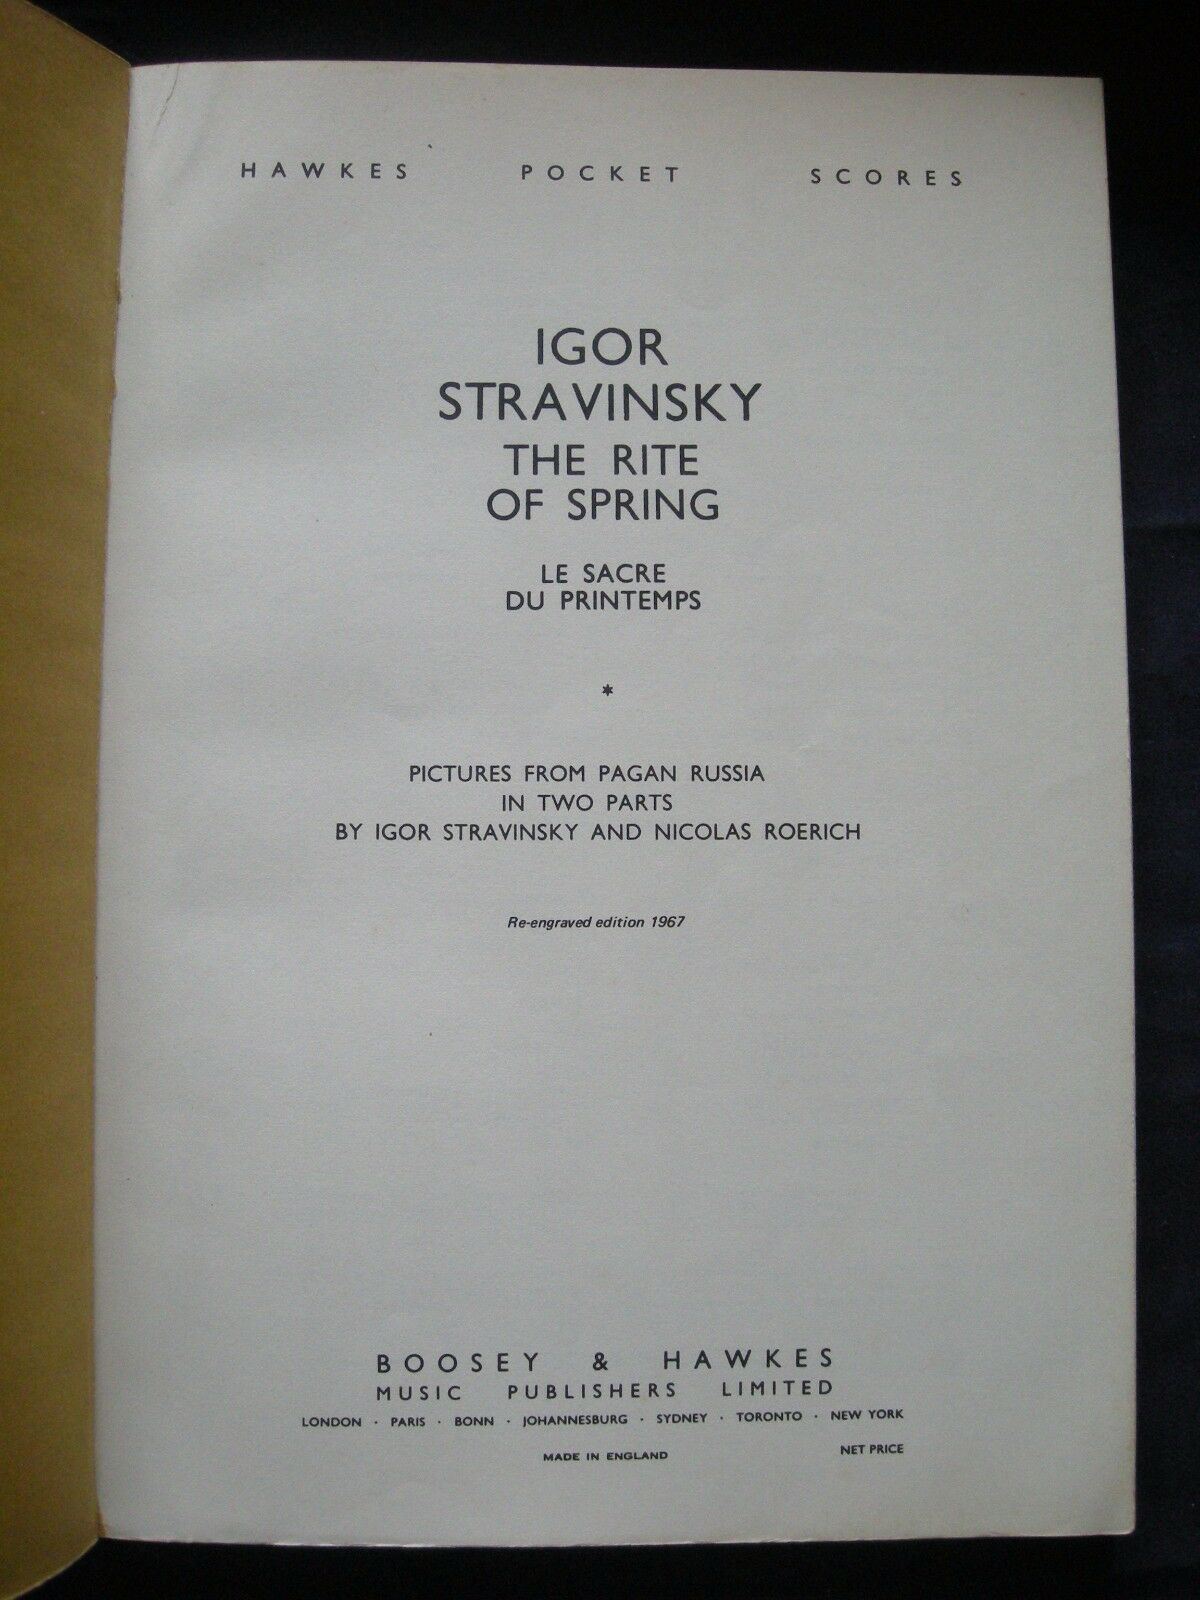 HAWKES POCKET SCORES
IGOR
STRAVINSKY
THE RITE
OF SPRING
LE SACRE
DU PRINTEMPS
*
PICTURES FROM PAGAN RUSSIA
IN TWO PARTS
BY IGOR STRAVINSKY AND NICOLAS ROERICH
Re-engraved edition 1967
BOOSEY & HAWKES
MUSIC PUBLISHERS LIMITED
LONDON · PARIS · BONN · JOHANNESBURG · SYDNEY · TORONTO · NEW YORK
MADE IN ENGLAND NET PRICE